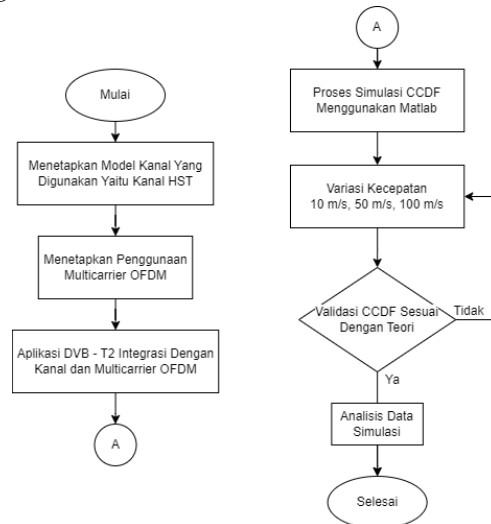 Mulai
Menetapkan Model Kanal Yang
Digunakan Yaitu Kanal HST
Menetapkan Penggunaan
Multicarrier OFDM
Aplikasi DVB - T2 Integrasi Dengan
Kanal dan Multicarrier OFDM
A
A
Proses Simulasi CCDF
Menggunakan Matlab
Variasi Kecepatan
10 m/s, 50 m/s, 100 m/s
Validasi CCDF Sesuai
Dengan Teori
Tidak
Ya
Analisis Data
Simulasi
Selesai